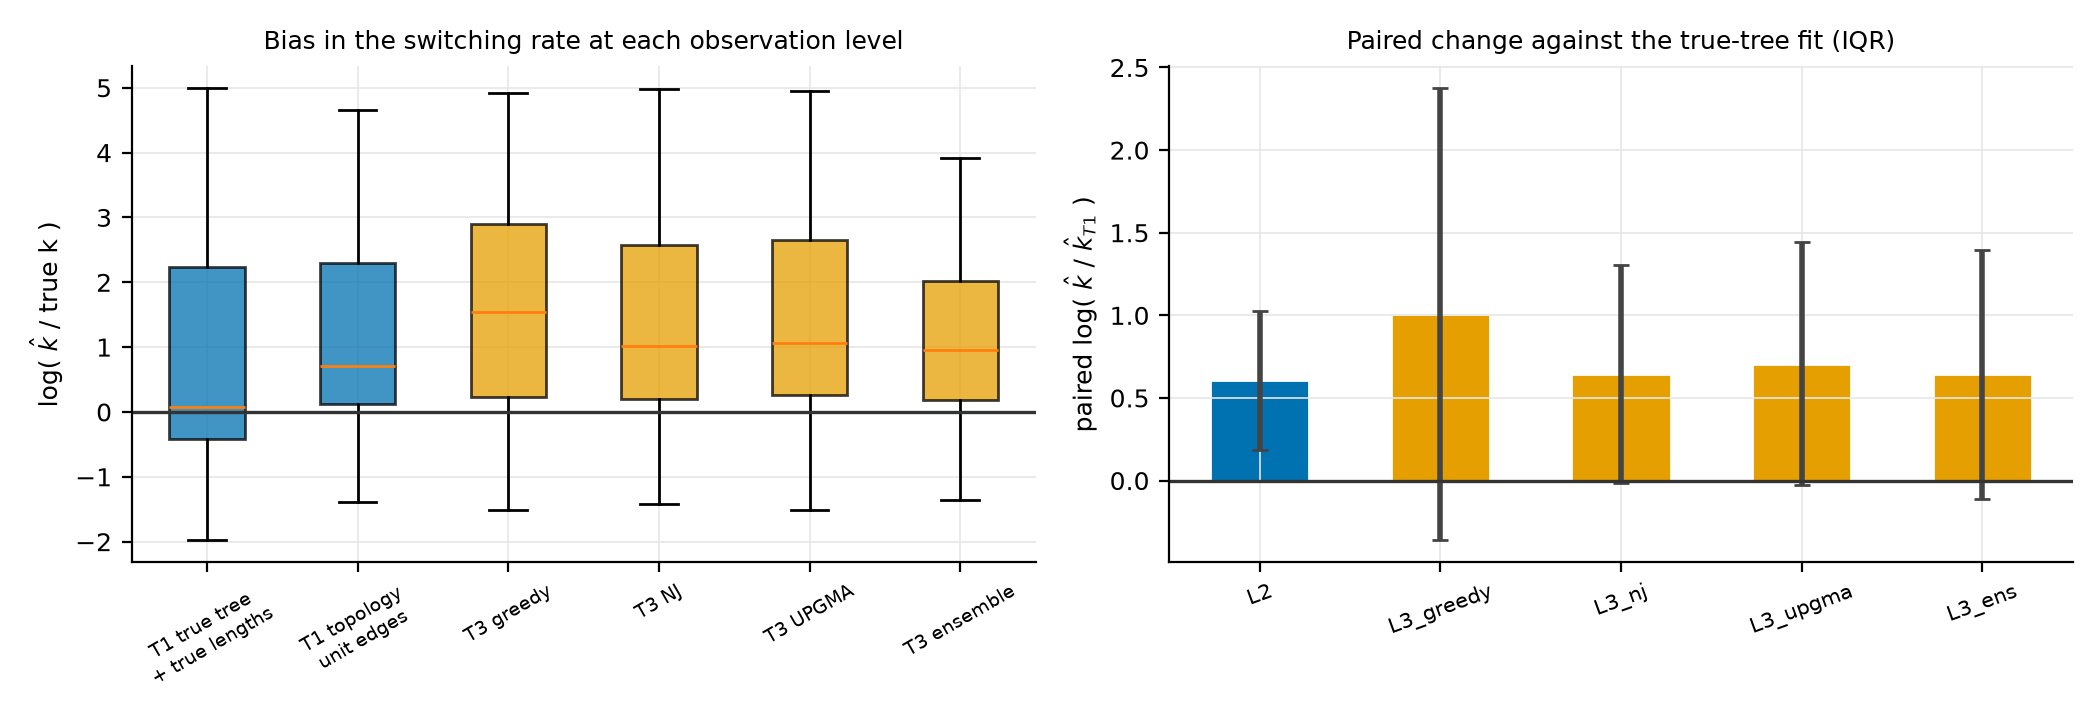 Bias in the switching rate at each observation level
log( k̂ / true k )
5
4
3
2
1
0
−1
−2
T1 true tree
+ true lengths
T1 topology
unit edges
T3 greedy
T3 NJ
T3 UPGMA
T3 ensemble
Paired change against the true-tree fit (IQR)
paired log( k̂ / k̂_T1 )
2.5
2.0
1.5
1.0
0.5
0.0
L2
L3_greedy
L3_nj
L3_upgma
L3_ens